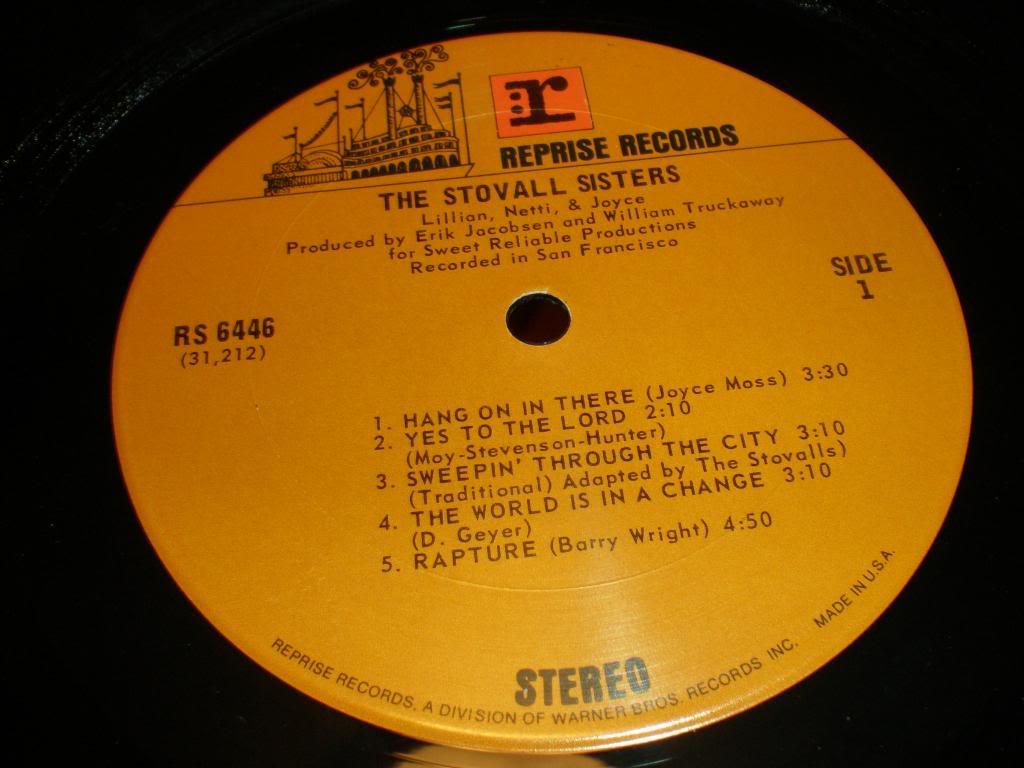 r
REPRISE RECORDS
THE STOVALL SISTERS
Lillian, Netti, & Joyce
Produced by Erik Jacobsen and William Truckaway
for Sweet Reliable Productions
Recorded in San Francisco
SIDE
1
RS 6446
(31,212)
1. HANG ON IN THERE (Joyce Moss) 3:30
2. YES TO THE LORD 2:10
(Moy-Stevenson-Hunter)
3. SWEEPIN' THROUGH THE CITY 3:10
(Traditional) Adapted by The Stovalls)
4. THE WORLD IS IN A CHANGE 3:10
(D. Geyer)
5. RAPTURE (Barry Wright) 4:50
STEREO
REPRISE RECORDS, A DIVISION OF WARNER BROS. RECORDS INC. MADE IN U.S.A.